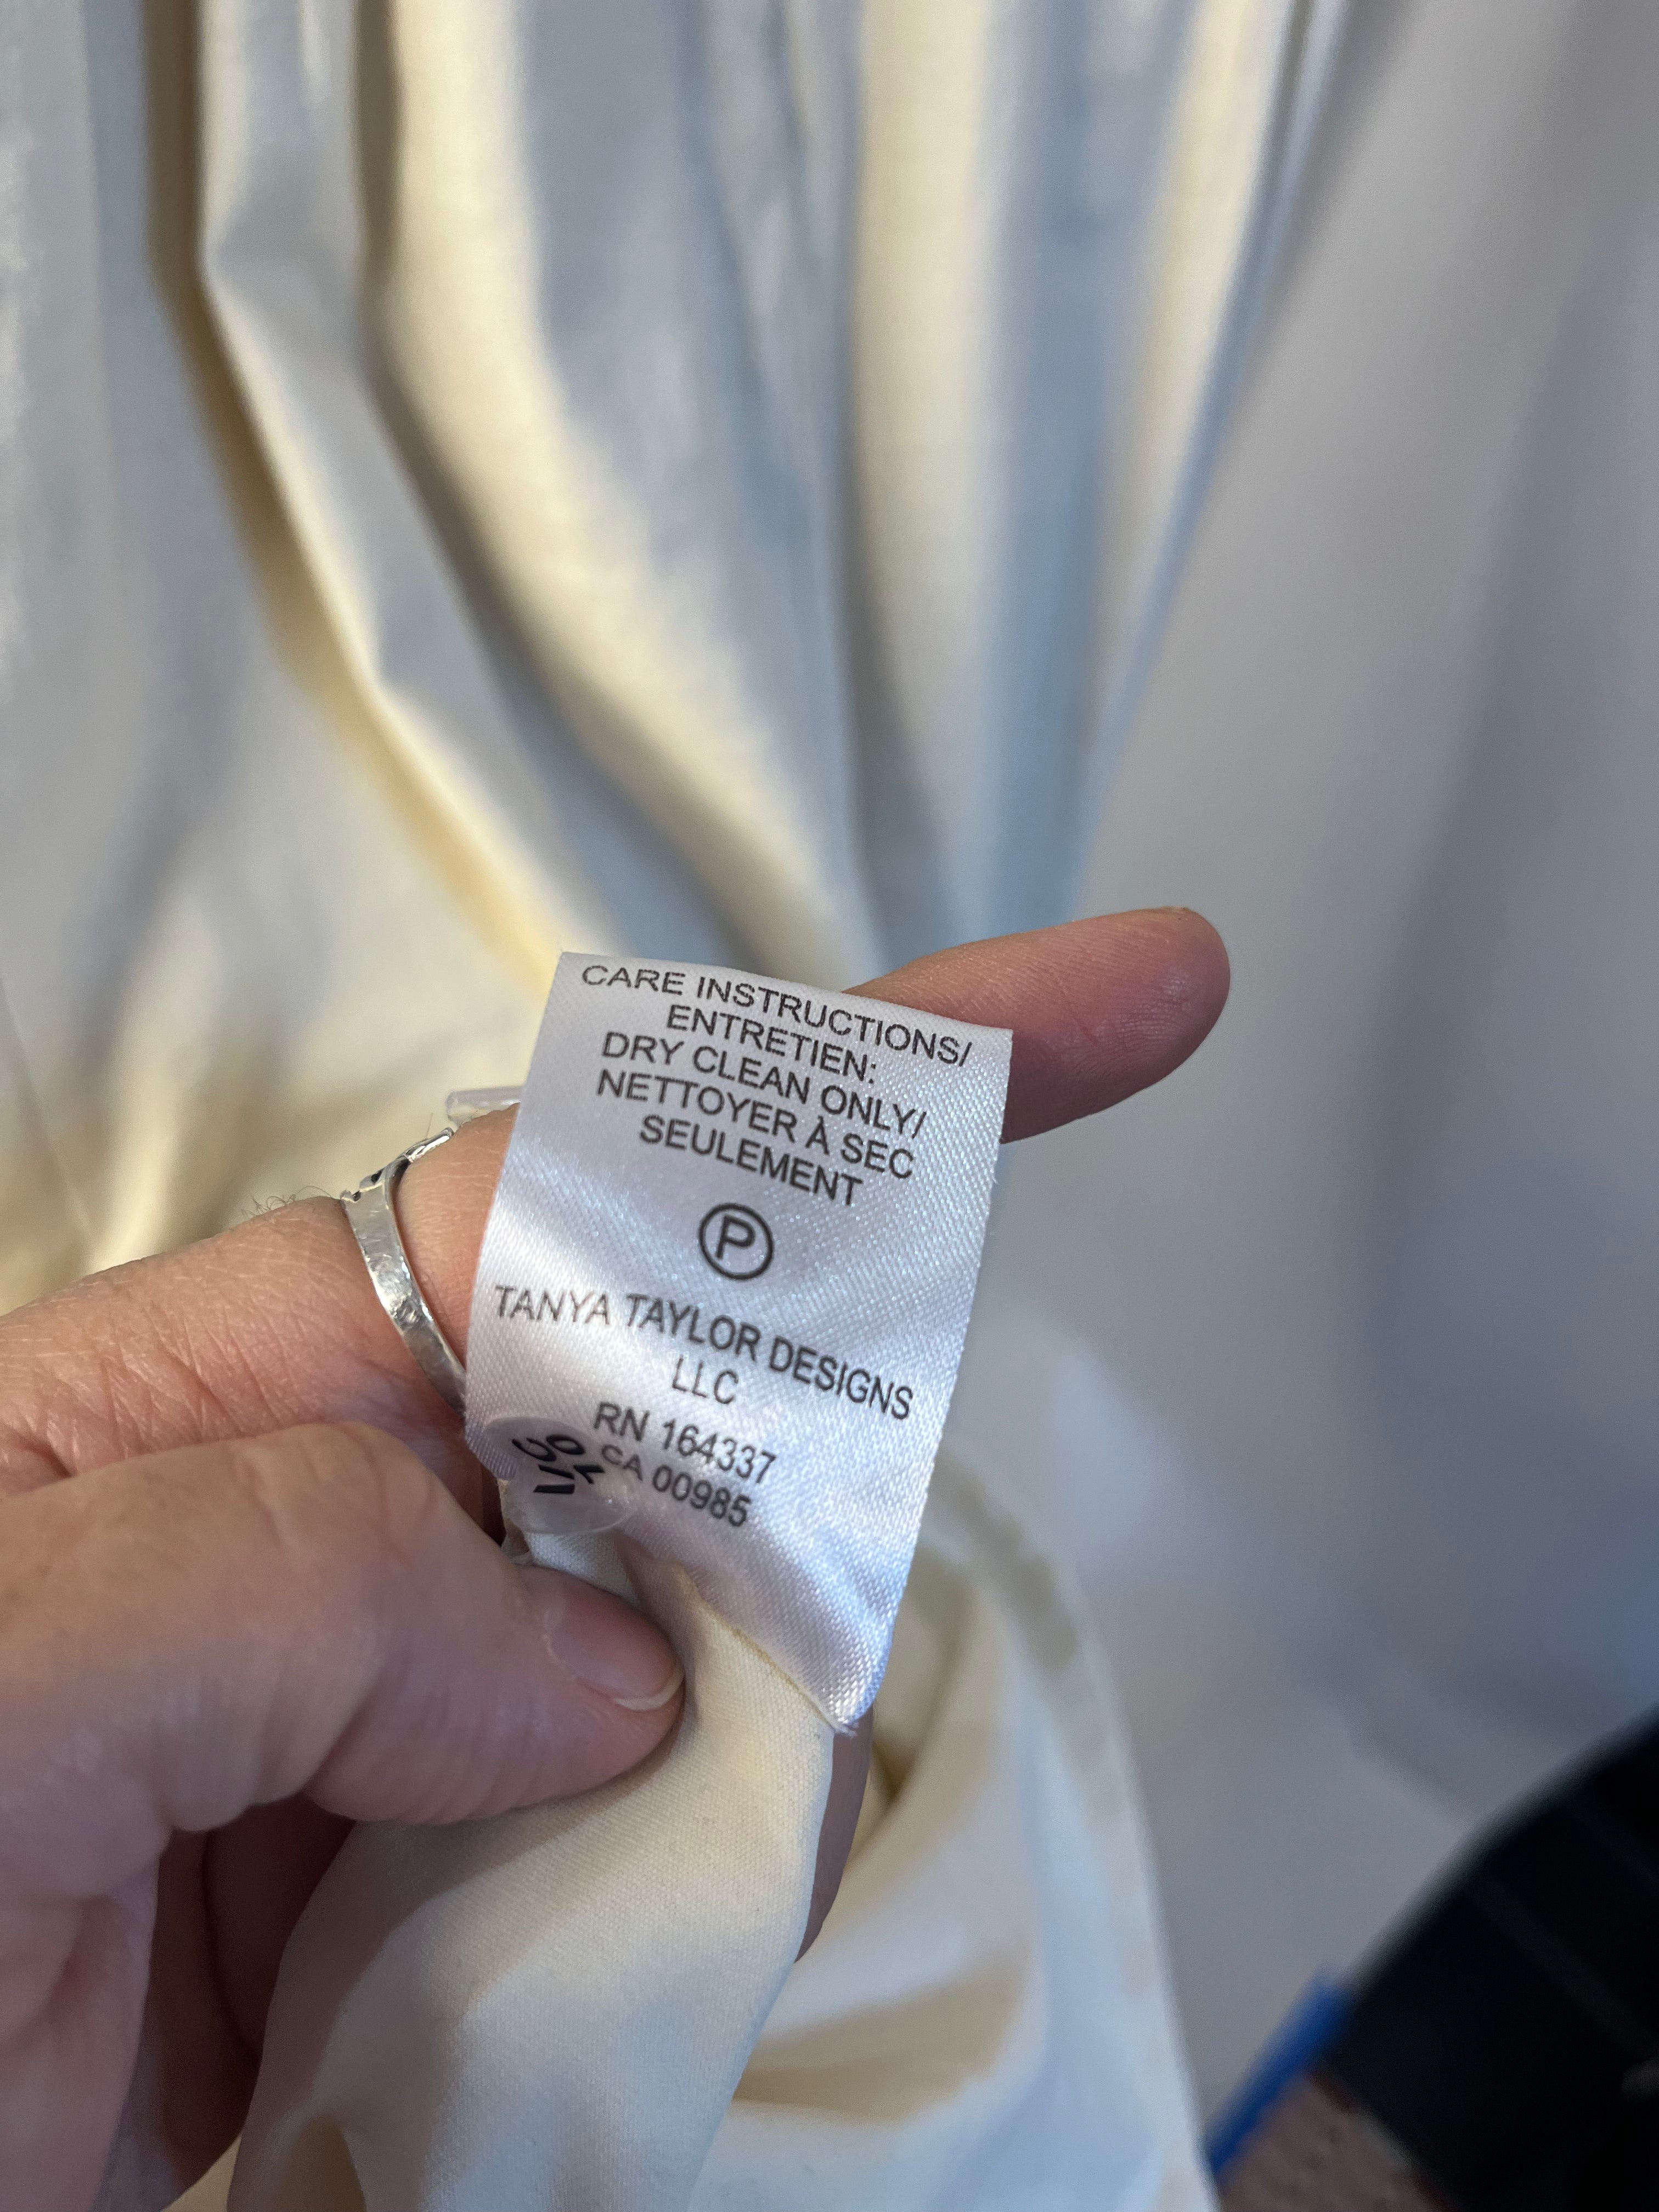 CARE INSTRUCTIONS/
ENTRETIEN:
DRY CLEAN ONLY/
NETTOYER À SEC
SEULEMENT
P
TANYA TAYLOR DESIGNS
LLC
RN 164337
CA 00985